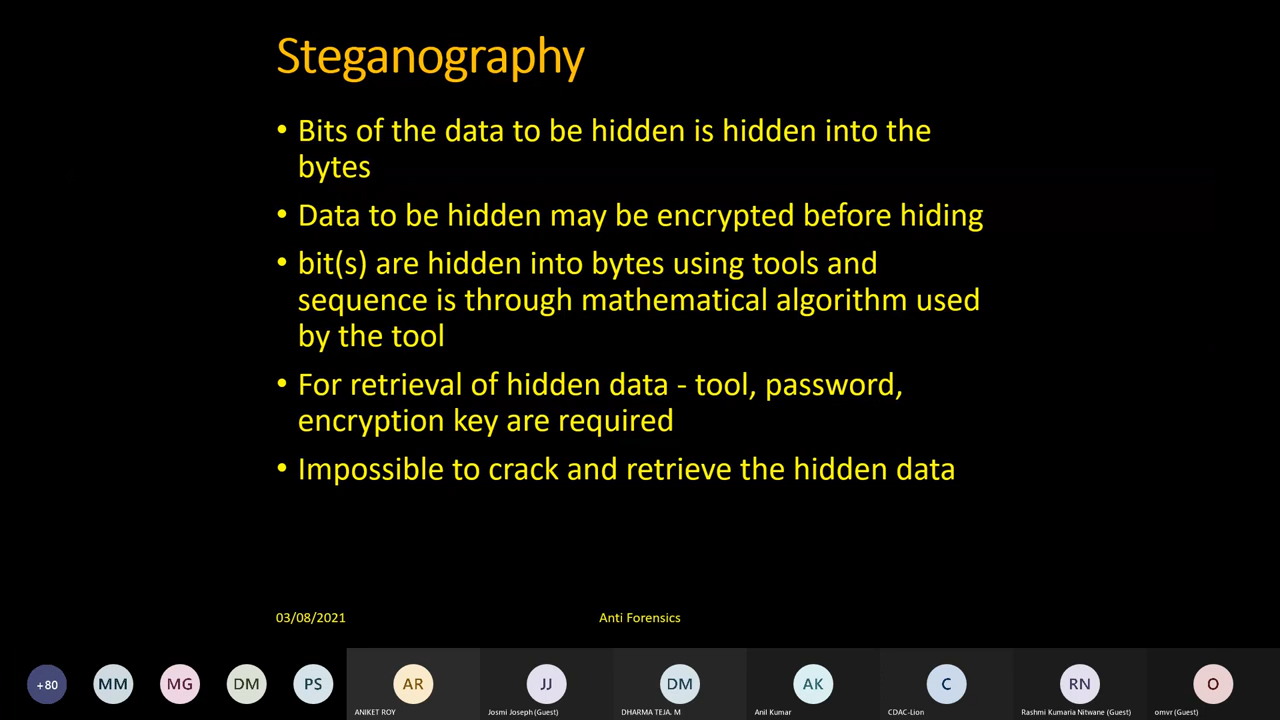 Steganography
• Bits of the data to be hidden is hidden into the
bytes
• Data to be hidden may be encrypted before hiding
• bit(s) are hidden into bytes using tools and
sequence is through mathematical algorithm used
by the tool
• For retrieval of hidden data - tool, password,
encryption key are required
• Impossible to crack and retrieve the hidden data
03/08/2021 Anti Forensics
+80 MM MG DM PS AR JJ DM AK C RN O
ANIKET ROY Josmi Joseph (Guest) DHARMA TEJA. M Anil Kumar CDAC-Lion Rashmi Kumaria Nitwane (Guest) omvr (Guest)